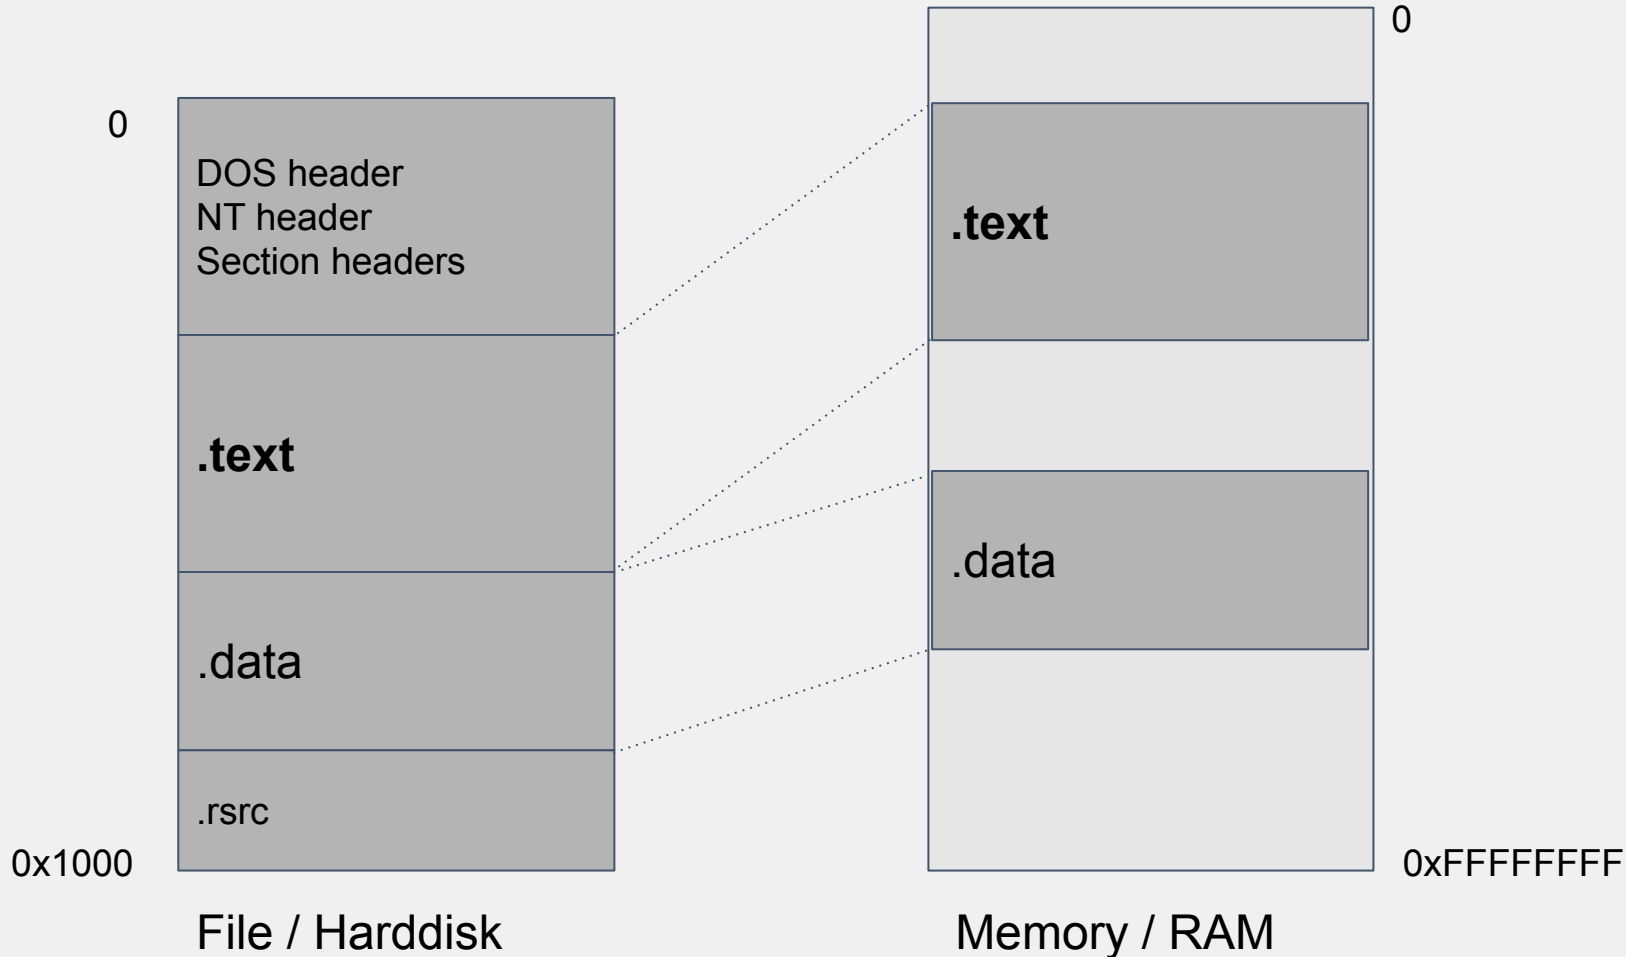 0
DOS header
NT header
Section headers
.text
.data
.rsrc
0x1000
File / Harddisk
0
.text
.data
0xFFFFFFFF
Memory / RAM